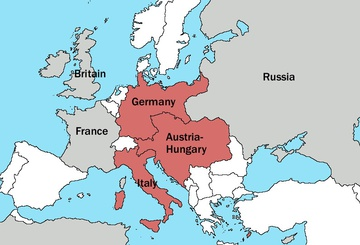 Britain
Russia
Germany
France
Austria-
Hungary
Italy